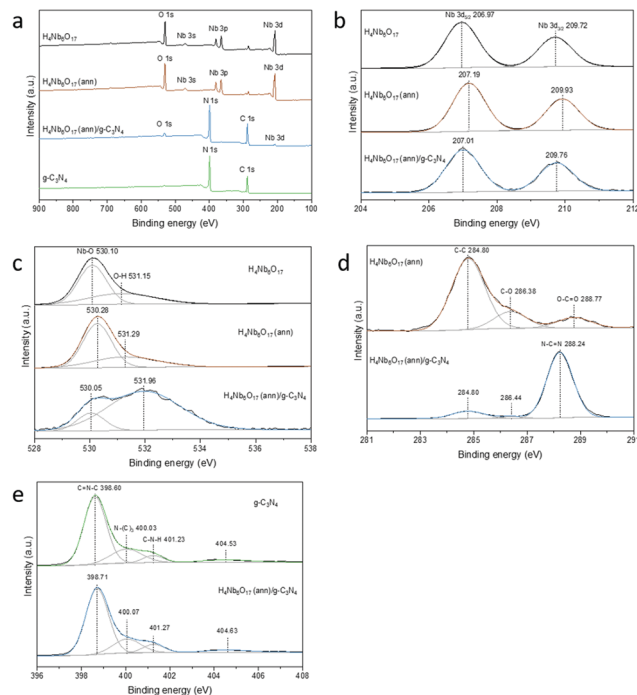 a
O 1s
Nb 3s
Nb 3p
Nb 3d
H₄Nb₆O₁₇
O 1s
Nb 3s
Nb 3p
Nb 3d
H₄Nb₆O₁₇(ann)
N 1s
H₄Nb₆O₁₇(ann)/g-C₃N₄
O 1s
C 1s
Nb 3d
N 1s
g-C₃N₄
C 1s
Intensity (a.u.)
900 800 700 600 500 400 300 200 100
Binding energy (eV)
b
H₄Nb₆O₁₇
Nb 3d₅/₂ 206.97
Nb 3d₃/₂ 209.72
H₄Nb₆O₁₇(ann)
207.19
209.93
H₄Nb₆O₁₇(ann)/g-C₃N₄
207.01
209.76
Intensity (a.u.)
204 206 208 210 212
Binding energy (eV)
c
Nb-O 530.10
H₄Nb₆O₁₇
O-H 531.15
530.28
H₄Nb₆O₁₇(ann)
531.29
530.05
531.96
H₄Nb₆O₁₇(ann)/g-C₃N₄
Intensity (a.u.)
528 530 532 534 536 538
Binding energy (eV)
d
C-C 284.80
H₄Nb₆O₁₇(ann)
C-O 286.38
O-C=O 288.77
N-C=N 288.24
H₄Nb₆O₁₇(ann)/g-C₃N₄
284.80
286.44
Intensity (a.u.)
281 283 285 287 289 291
Binding energy (eV)
e
C=N-C 398.60
g-C₃N₄
N-(C)₃ 400.03
C-N-H 401.23
404.53
398.71
H₄Nb₆O₁₇(ann)/g-C₃N₄
400.07
401.27
404.63
Intensity (a.u.)
396 398 400 402 404 406 408
Binding energy (eV)